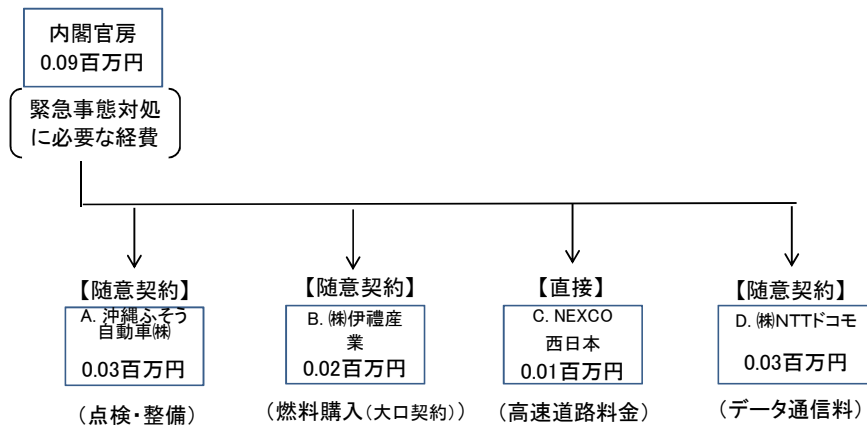 内閣官房
0.09百万円
緊急事態対処
に必要な経費
【随意契約】
A. 沖縄ふそう
自動車㈱
0.03百万円
（点検・整備）
【随意契約】
B. ㈱伊禮産
業
0.02百万円
（燃料購入（大口契約））
【直接】
C. NEXCO
西日本
0.01百万円
（高速道路料金）
【随意契約】
D. ㈱NTTドコモ
0.03百万円
（データ通信料）